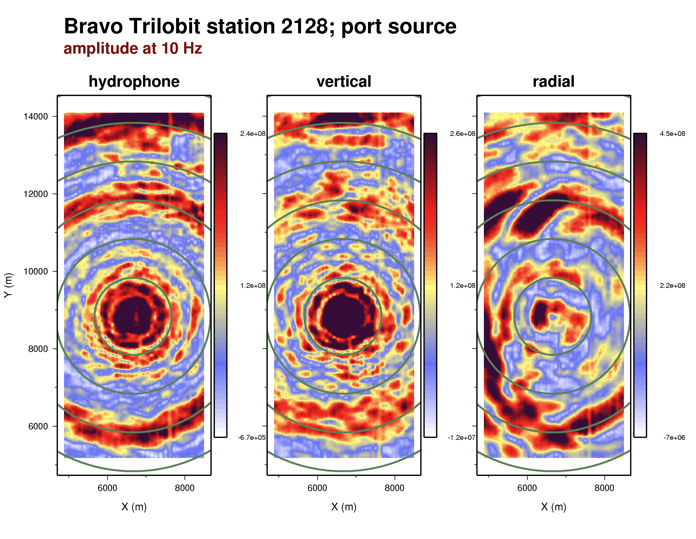 Bravo Trilobit station 2128; port source
amplitude at 10 Hz
hydrophone vertical radial
14000
12000
10000
8000
6000
Y (m)
2.4e+08
1.2e+08
-6.7e+05
2.6e+08
1.2e+08
-1.2e+07
4.5e+08
2.2e+08
-7e+06
6000 8000 6000 8000 6000 8000
X (m) X (m) X (m)